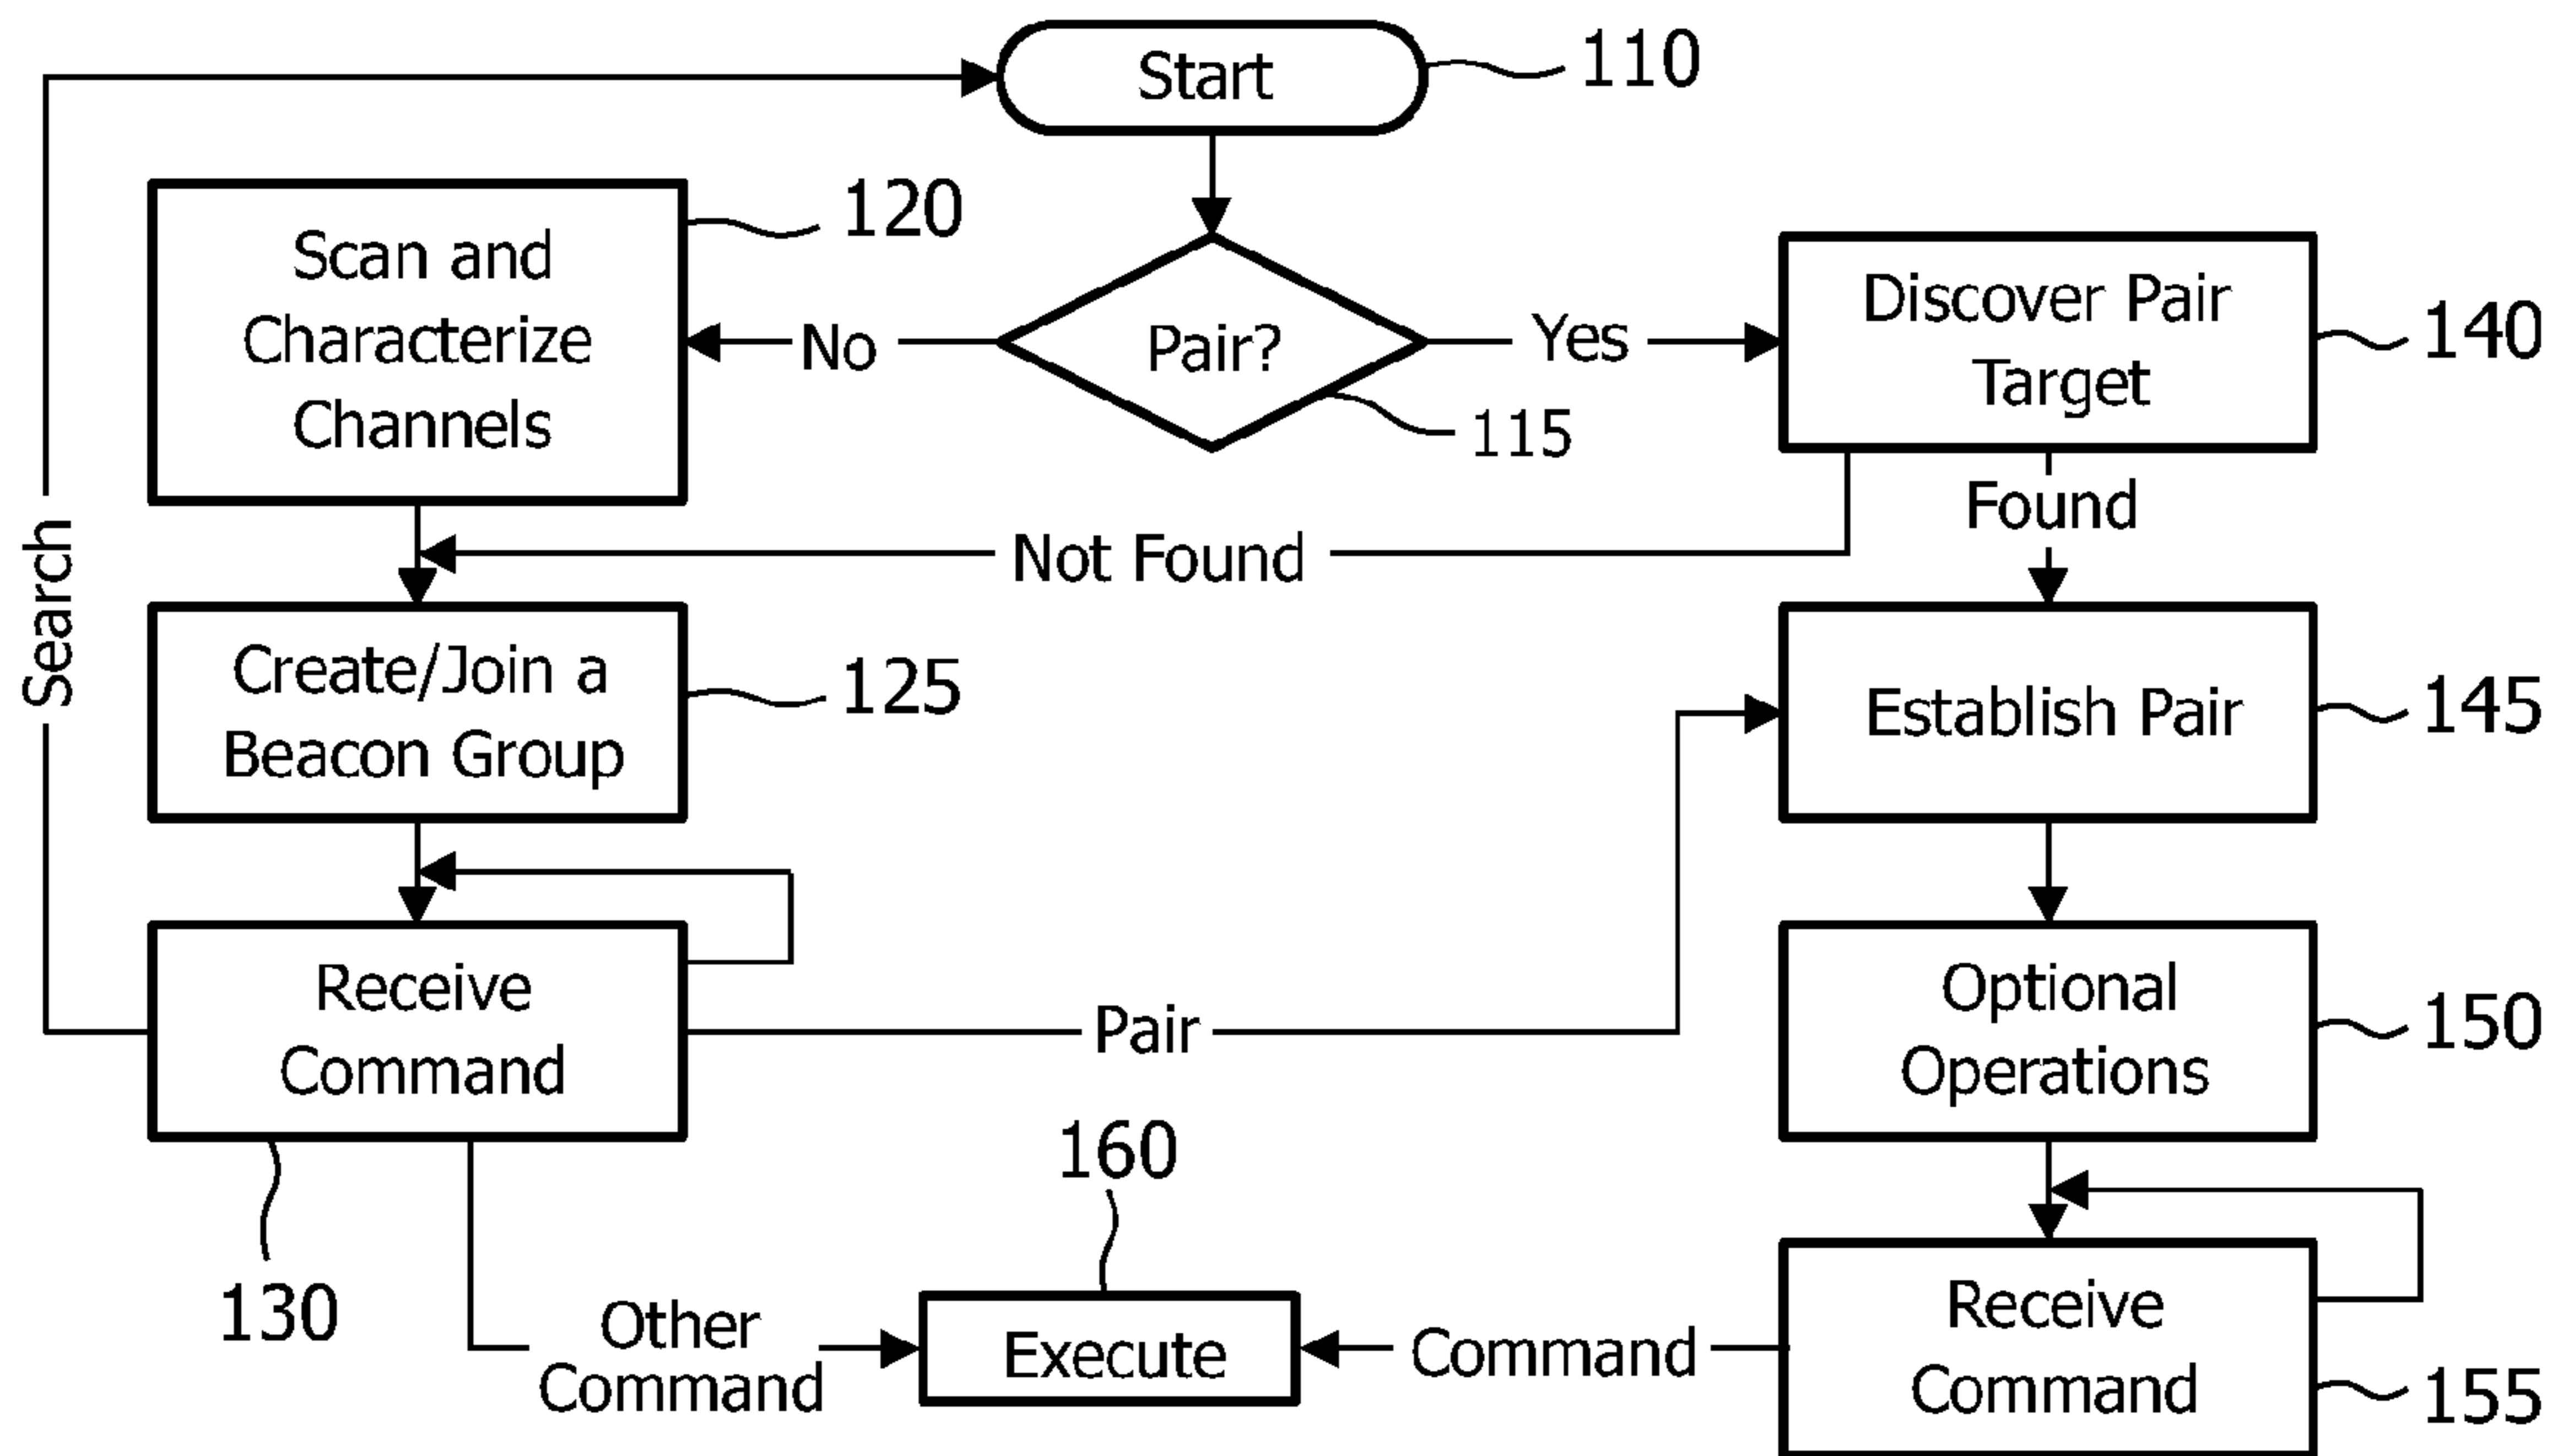 Start
110
Scan and
Characterize
Channels
120
No
Pair?
115
Yes
Discover Pair
Target
140
Found
Not Found
Search
Create/Join a
Beacon Group
125
Establish Pair
145
Receive
Command
130
Pair
Optional
Operations
150
160
Other
Command
Execute
Command
Receive
Command
155